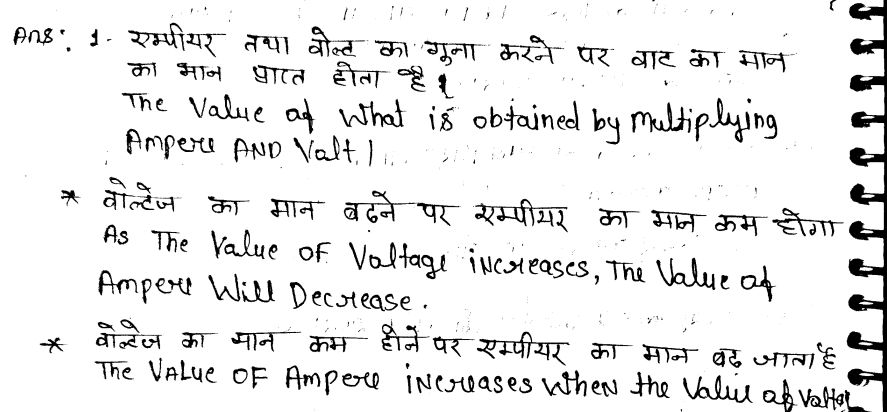 Ans: 1- एम्पीयर तथा वोल्ट का गुना करने पर वाट का मान
का मान प्राप्त होता है।
The Value of What is obtained by Multiplying
Ampere AND Valt.|
* वोल्टेज का मान बढ़ने पर एम्पीयर का मान कम होगा
As The Value OF Voltage increases, The Value of
Ampere Will Decrease.
* वोल्टेज का मान कम होने पर एम्पीयर का मान बढ़ जाता है
The VALUE OF Ampere increases When the Value of